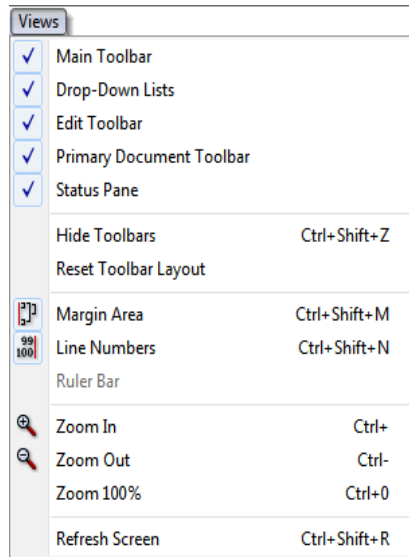 Views
Main Toolbar
Drop-Down Lists
Edit Toolbar
Primary Document Toolbar
Status Pane
Hide Toolbars Ctrl+Shift+Z
Reset Toolbar Layout
Margin Area Ctrl+Shift+M
99
100 Line Numbers Ctrl+Shift+N
Ruler Bar
Zoom In Ctrl+
Zoom Out Ctrl-
Zoom 100% Ctrl+0
Refresh Screen Ctrl+Shift+R